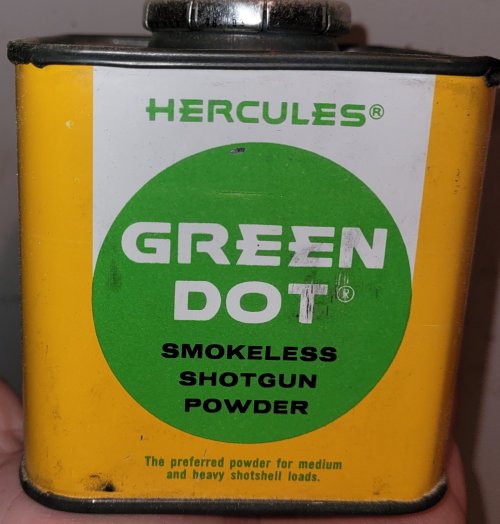 HERCULES®
GREEN
DOT®
SMOKELESS
SHOTGUN
POWDER
The preferred powder for medium
and heavy shotshell loads.